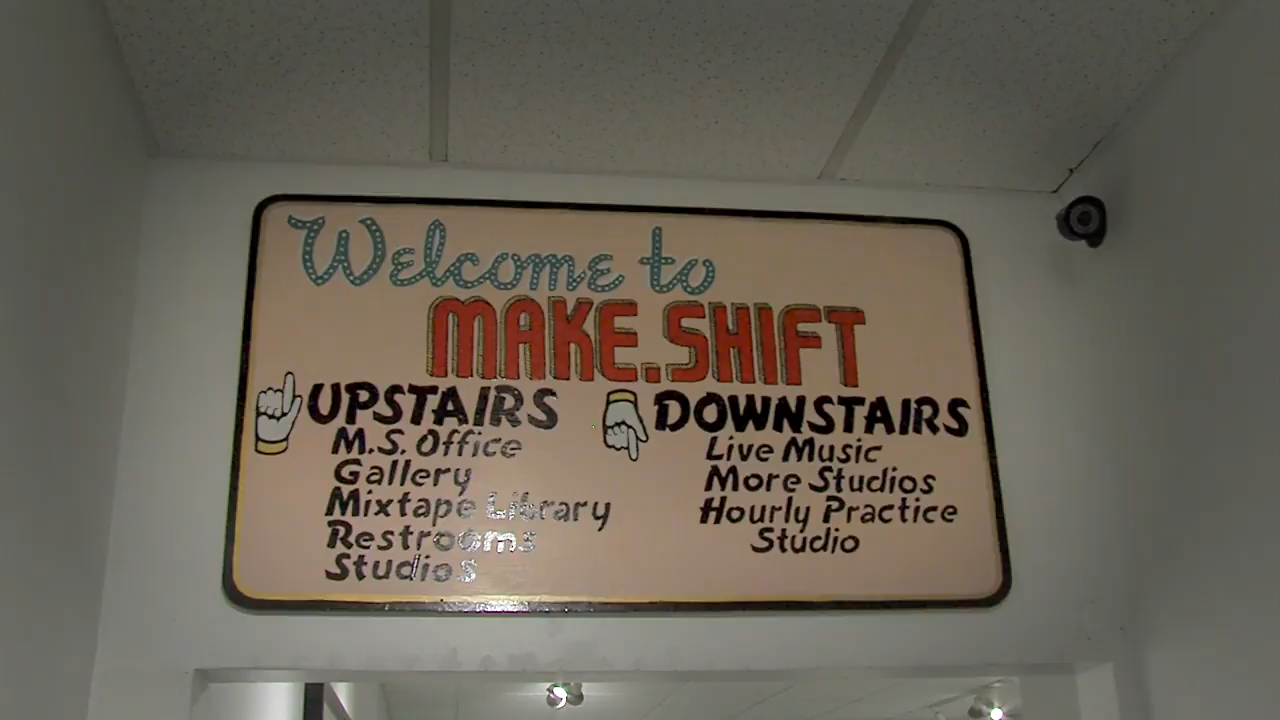 Welcome to
MAKE.SHIFT
UPSTAIRS
M.S. Office
Gallery
Mixtape Library
Restrooms
Studios
DOWNSTAIRS
Live Music
More Studios
Hourly Practice
Studio